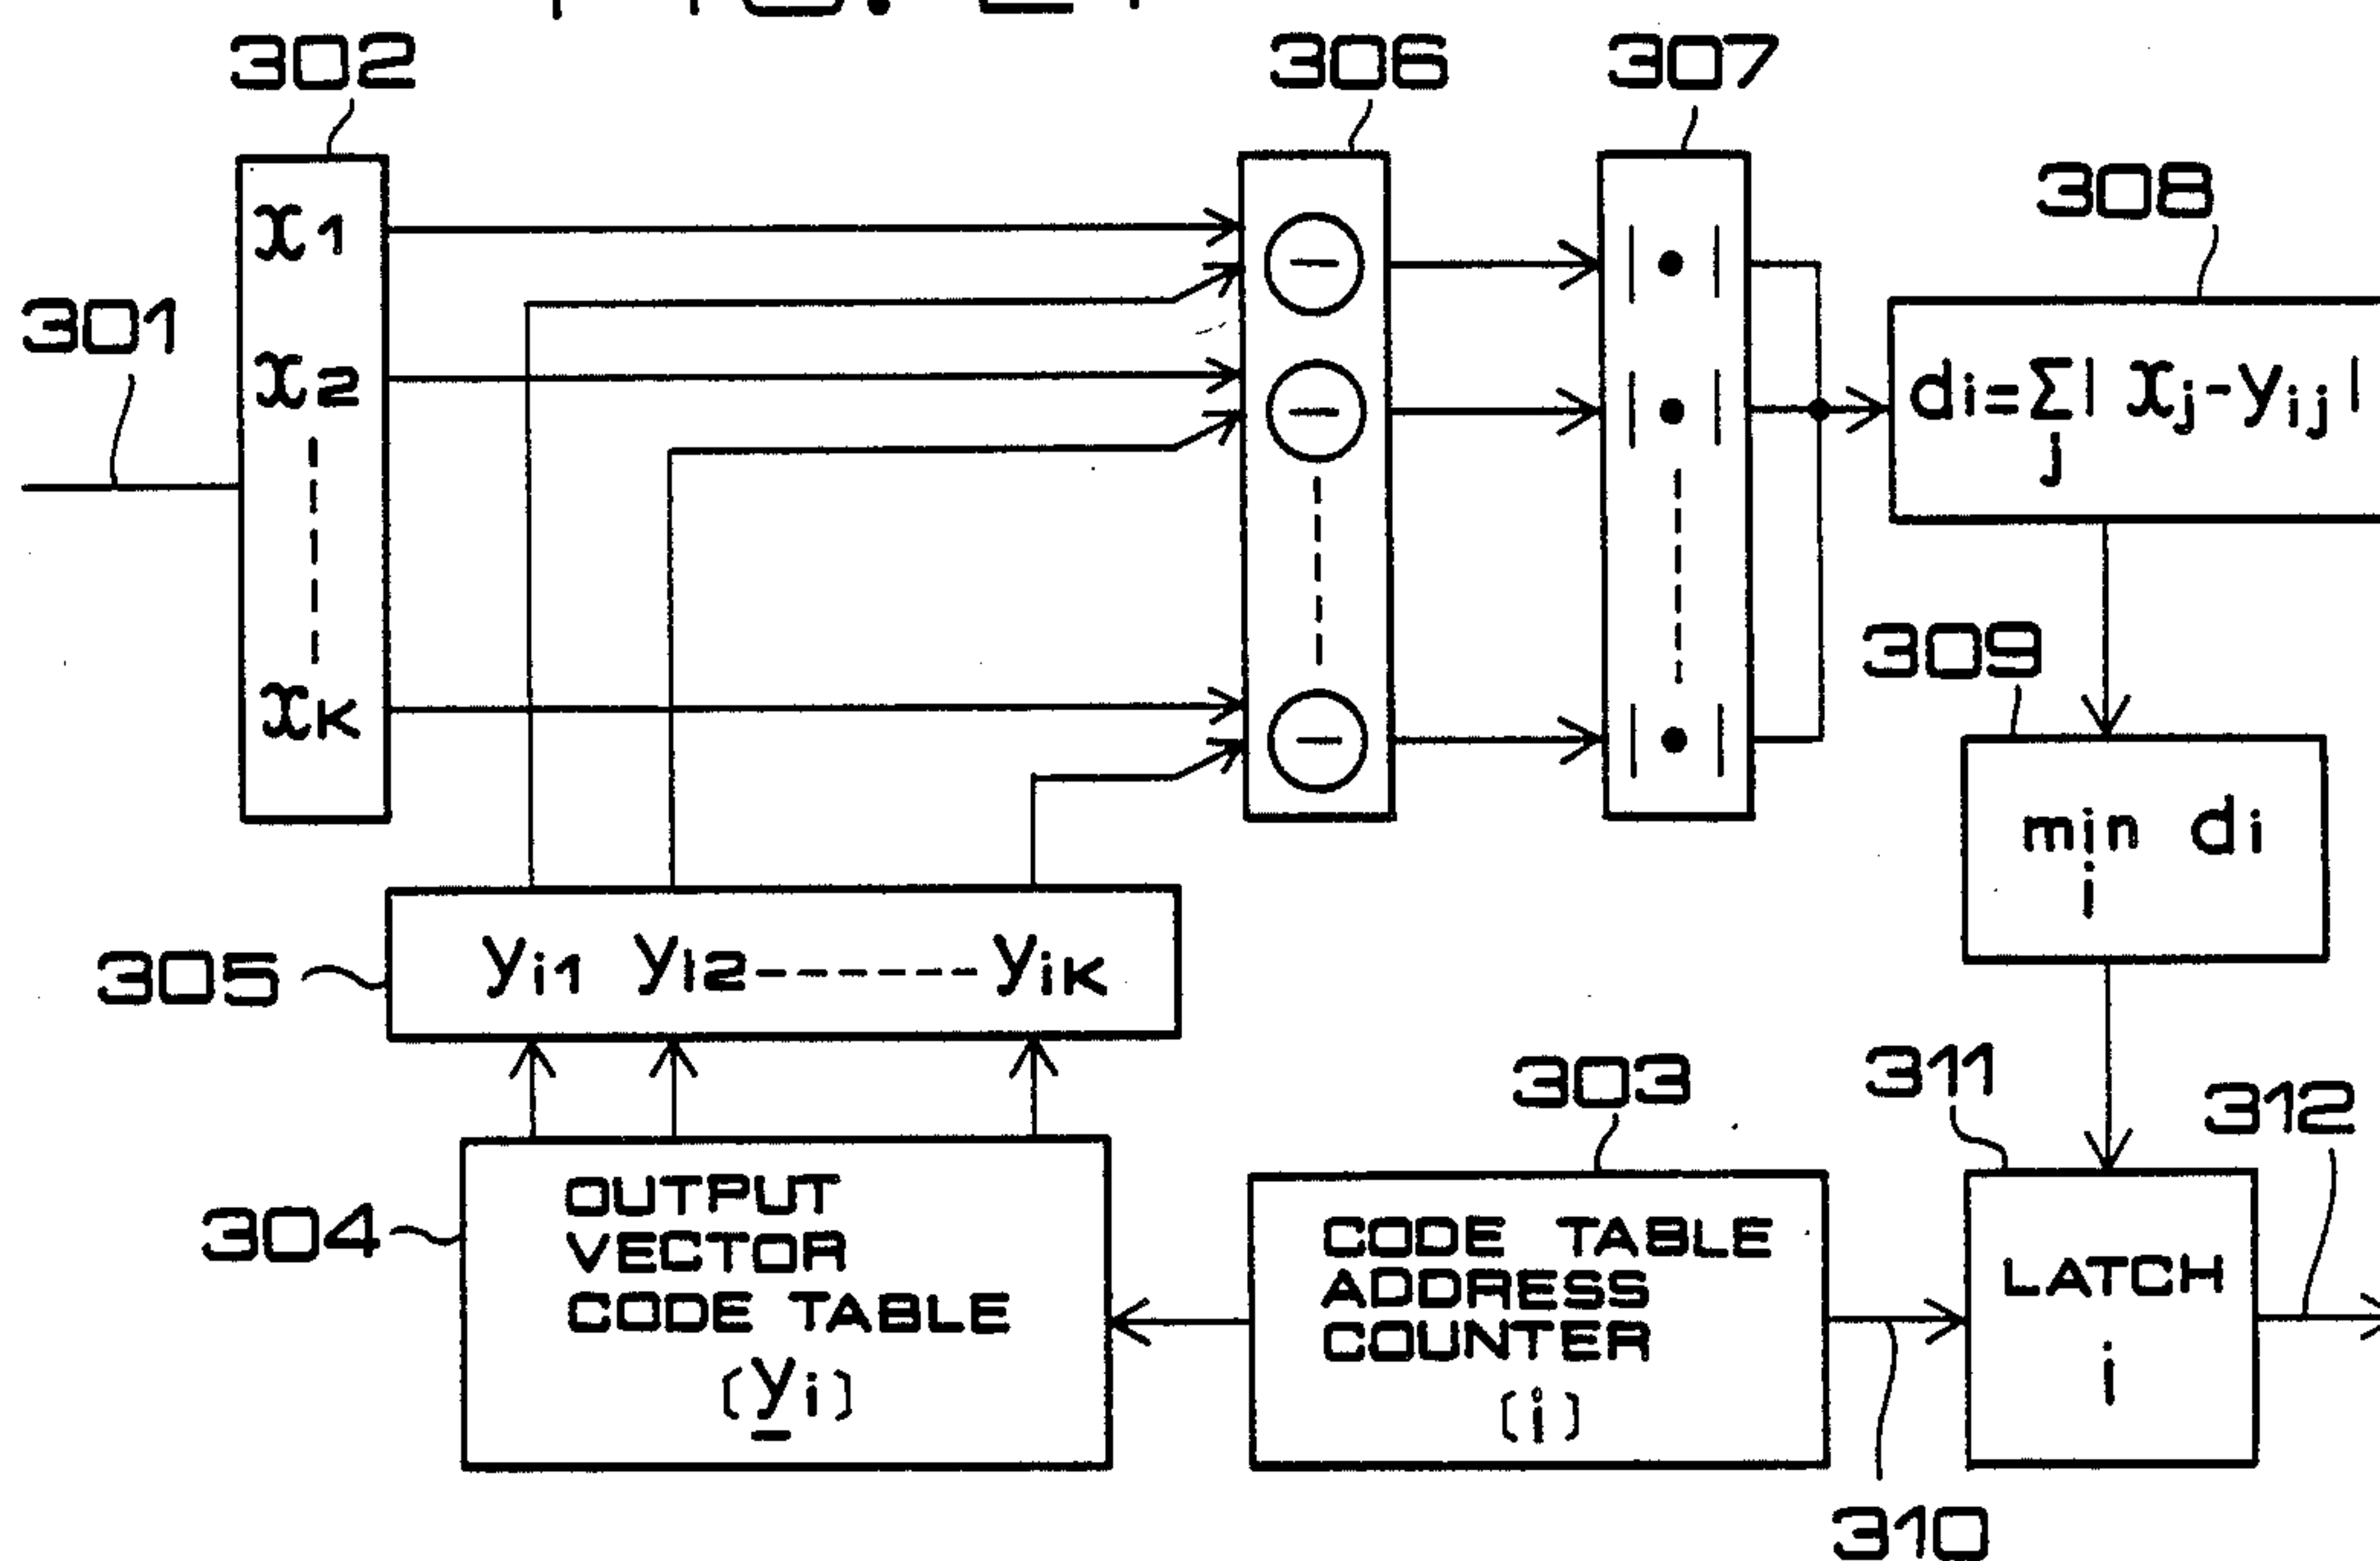 302
306
307
308
301
x1
x2
xK
di=Σ| xj-yij |
j
309
min di
i
305
yi1 yI2------yiK
303
311
312
304
OUTPUT
VECTOR
CODE TABLE
(yi)
CODE TABLE
ADDRESS
COUNTER
(i)
LATCH
i
310